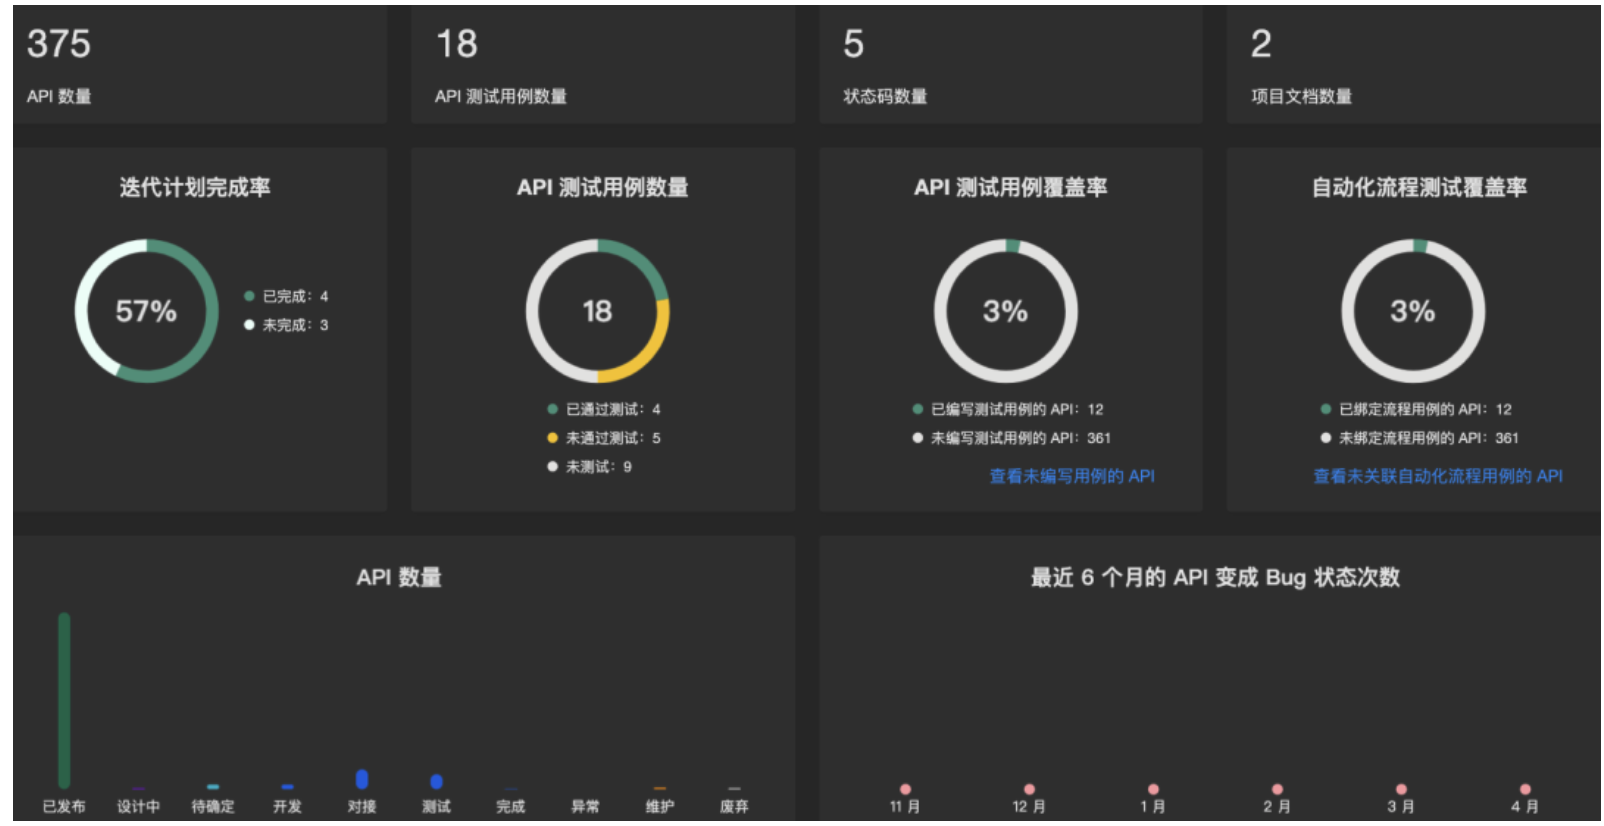 375
API 数量
18
API 测试用例数量
5
状态码数量
2
项目文档数量
迭代计划完成率
57%
已完成：4
未完成：3
API 测试用例数量
18
已通过测试：4
未通过测试：5
未测试：9
API 测试用例覆盖率
3%
已编写测试用例的 API：12
未编写测试用例的 API：361
查看未编写用例的 API
自动化流程测试覆盖率
3%
已绑定流程用例的 API：12
未绑定流程用例的 API：361
查看未关联自动化流程用例的 API
API 数量
已发布 设计中 待确定 开发 对接 测试 完成 异常 维护 废弃
最近 6 个月的 API 变成 Bug 状态次数
11 月 12 月 1 月 2 月 3 月 4 月